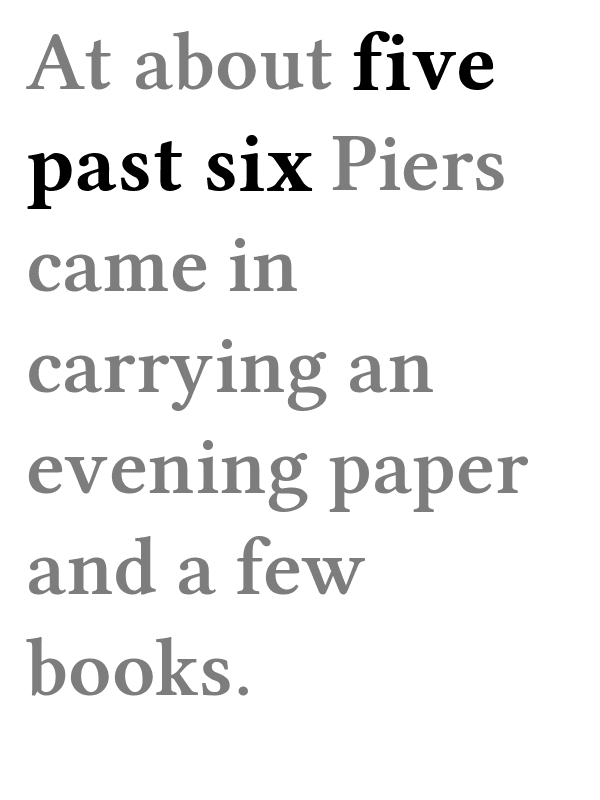 At about five
past six Piers
came in
carrying an
evening paper
and a few
books.